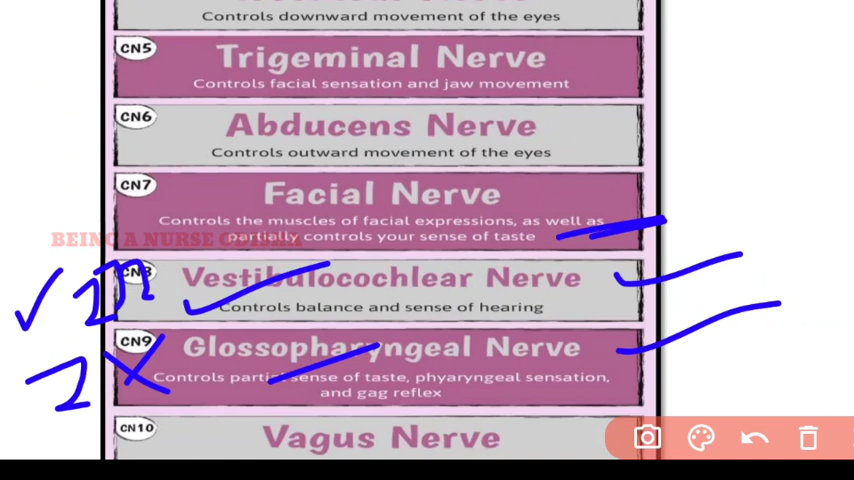 Controls downward movement of the eyes
CN5
Trigeminal Nerve
Controls facial sensation and jaw movement
CN6
Abducens Nerve
Controls outward movement of the eyes
CN7
Facial Nerve
Controls the muscles of facial expressions, as well as
partially controls your sense of taste
BEING A NURSE
CN8
Vestibulocochlear Nerve
Controls balance and sense of hearing
CN9
Glossopharyngeal Nerve
Controls partial sense of taste, phyaryngeal sensation,
and gag reflex
CN10
Vagus Nerve